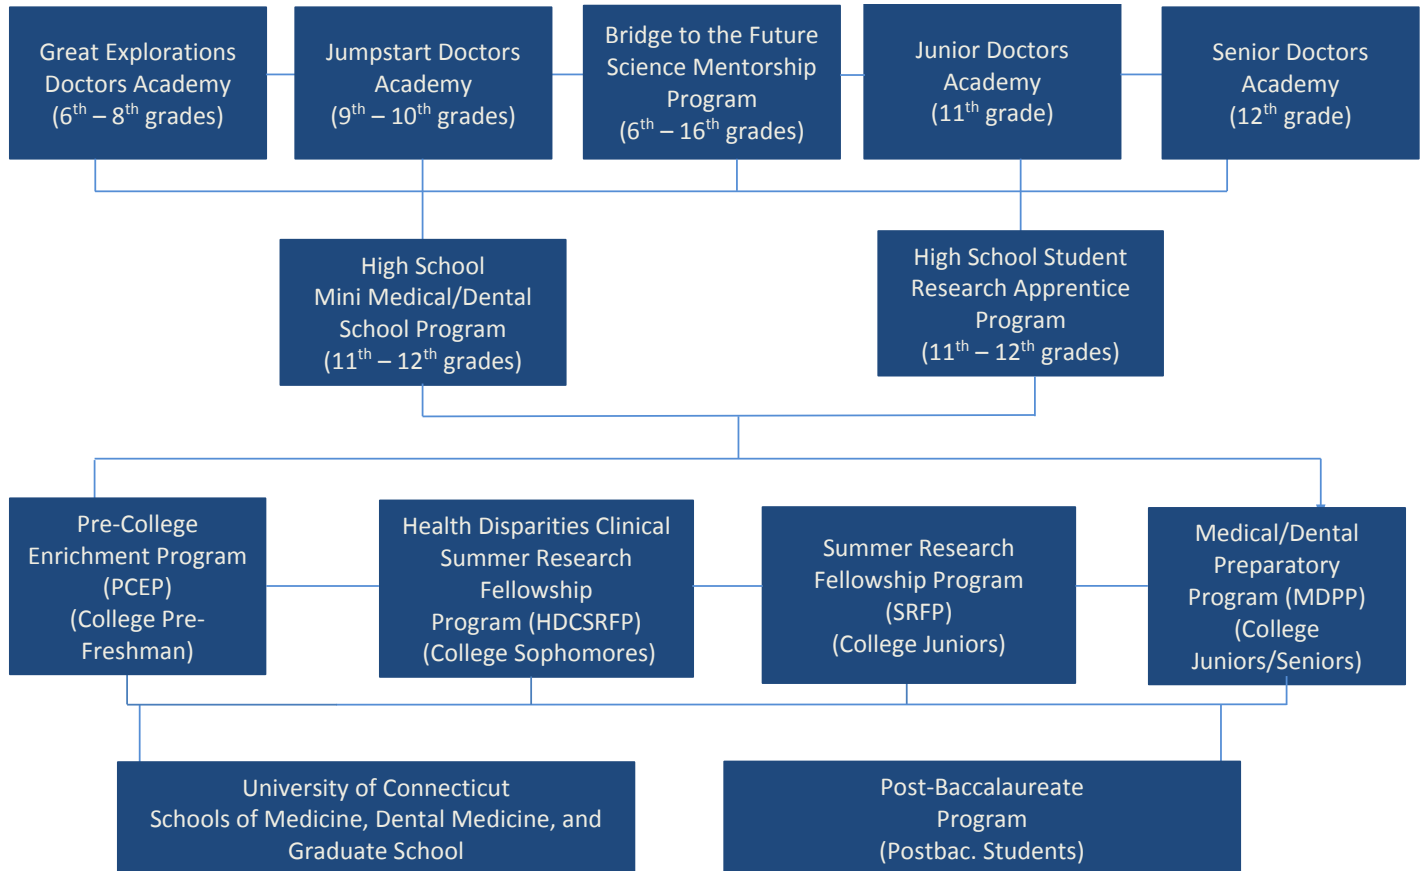 Great Explorations
Doctors Academy
(6th – 8th grades)
Jumpstart Doctors
Academy
(9th – 10th grades)
Bridge to the Future
Science Mentorship
Program
(6th – 16th grades)
Junior Doctors
Academy
(11th grade)
Senior Doctors
Academy
(12th grade)
High School
Mini Medical/Dental
School Program
(11th – 12th grades)
High School Student
Research Apprentice
Program
(11th – 12th grades)
Pre-College
Enrichment Program
(PCEP)
(College Pre-
Freshman)
Health Disparities Clinical
Summer Research
Fellowship
Program (HDCSRFP)
(College Sophomores)
Summer Research
Fellowship Program
(SRFP)
(College Juniors)
Medical/Dental
Preparatory
Program (MDPP)
(College
Juniors/Seniors)
University of Connecticut
Schools of Medicine, Dental Medicine, and
Graduate School
Post-Baccalaureate
Program
(Postbac. Students)